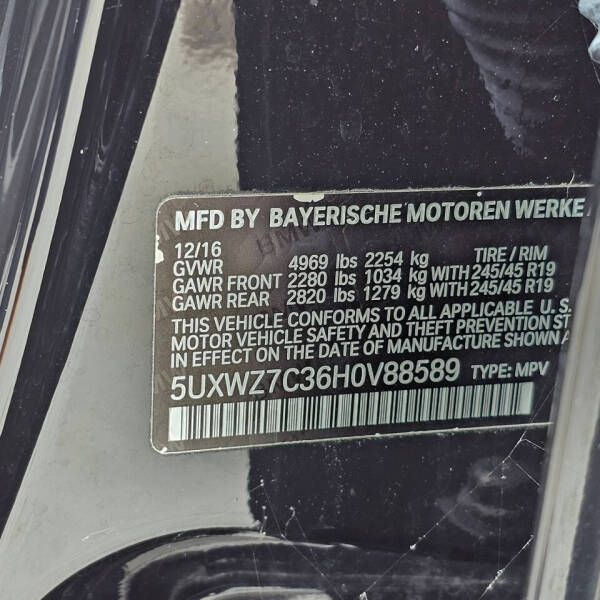 MFD BY BAYERISCHE MOTOREN WERKE
12/16
GVWR 4969 lbs 2254 kg TIRE / RIM
GAWR FRONT 2280 lbs 1034 kg WITH 245/45 R19
GAWR REAR 2820 lbs 1279 kg WITH 245/45 R19
THIS VEHICLE CONFORMS TO ALL APPLICABLE U. S.
MOTOR VEHICLE SAFETY AND THEFT PREVENTION ST
IN EFFECT ON THE DATE OF MANUFACTURE SHOWN A
5UXWZ7C36H0V88589 TYPE: MPV